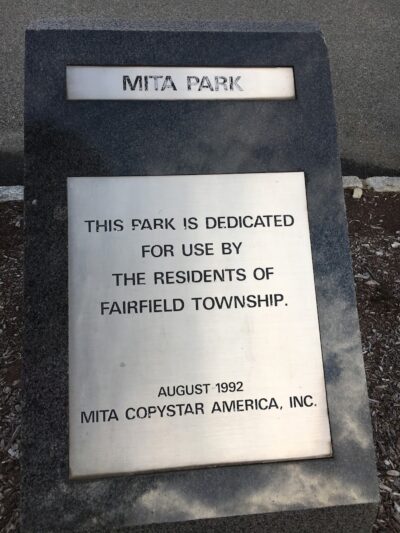 MITA PARK
THIS PARK IS DEDICATED
FOR USE BY
THE RESIDENTS OF
FAIRFIELD TOWNSHIP.
AUGUST 1992
MITA COPYSTAR AMERICA, INC.